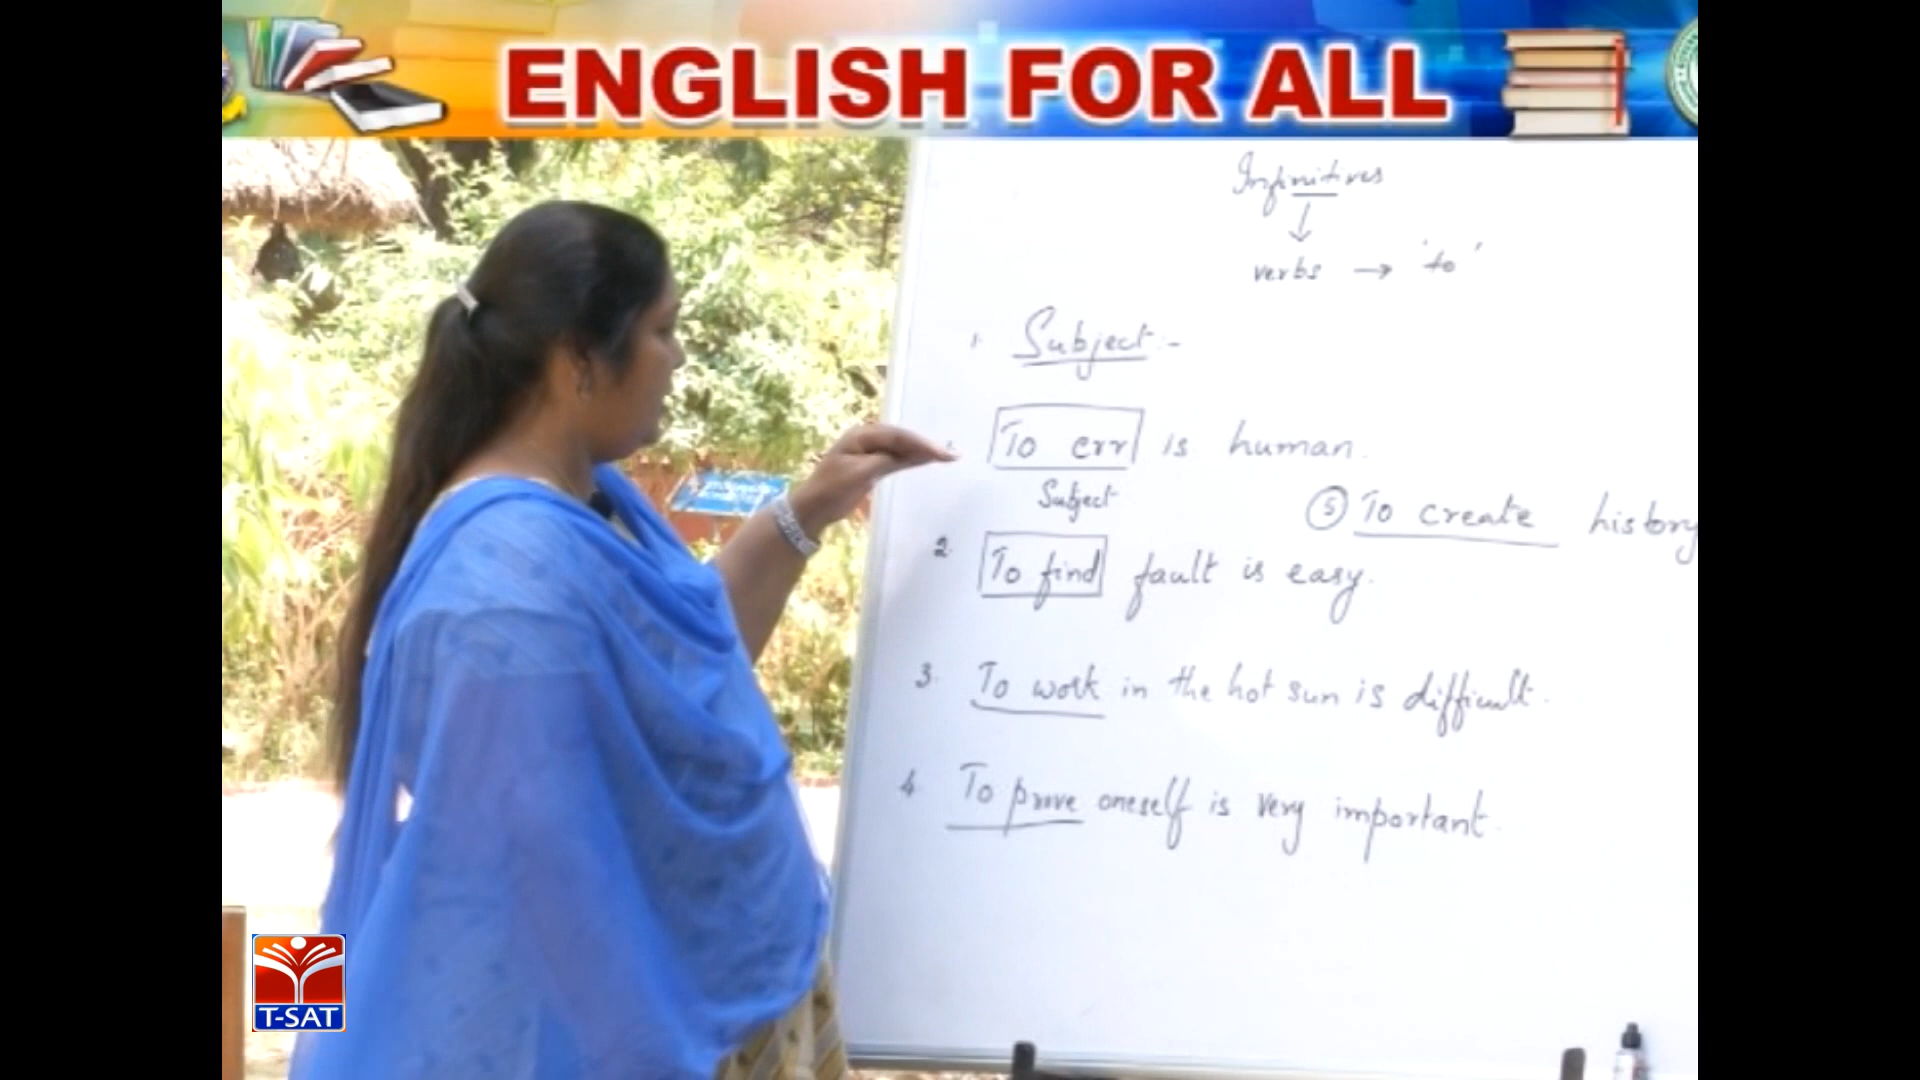 ENGLISH FOR ALL
Infinitives
↓
verbs → 'to'
1. Subject :-
To err is human.
Subject
⑤ To create history
2. To find fault is easy.
3. To work in the hot sun is difficult.
4. To prove oneself is very important.
T-SAT